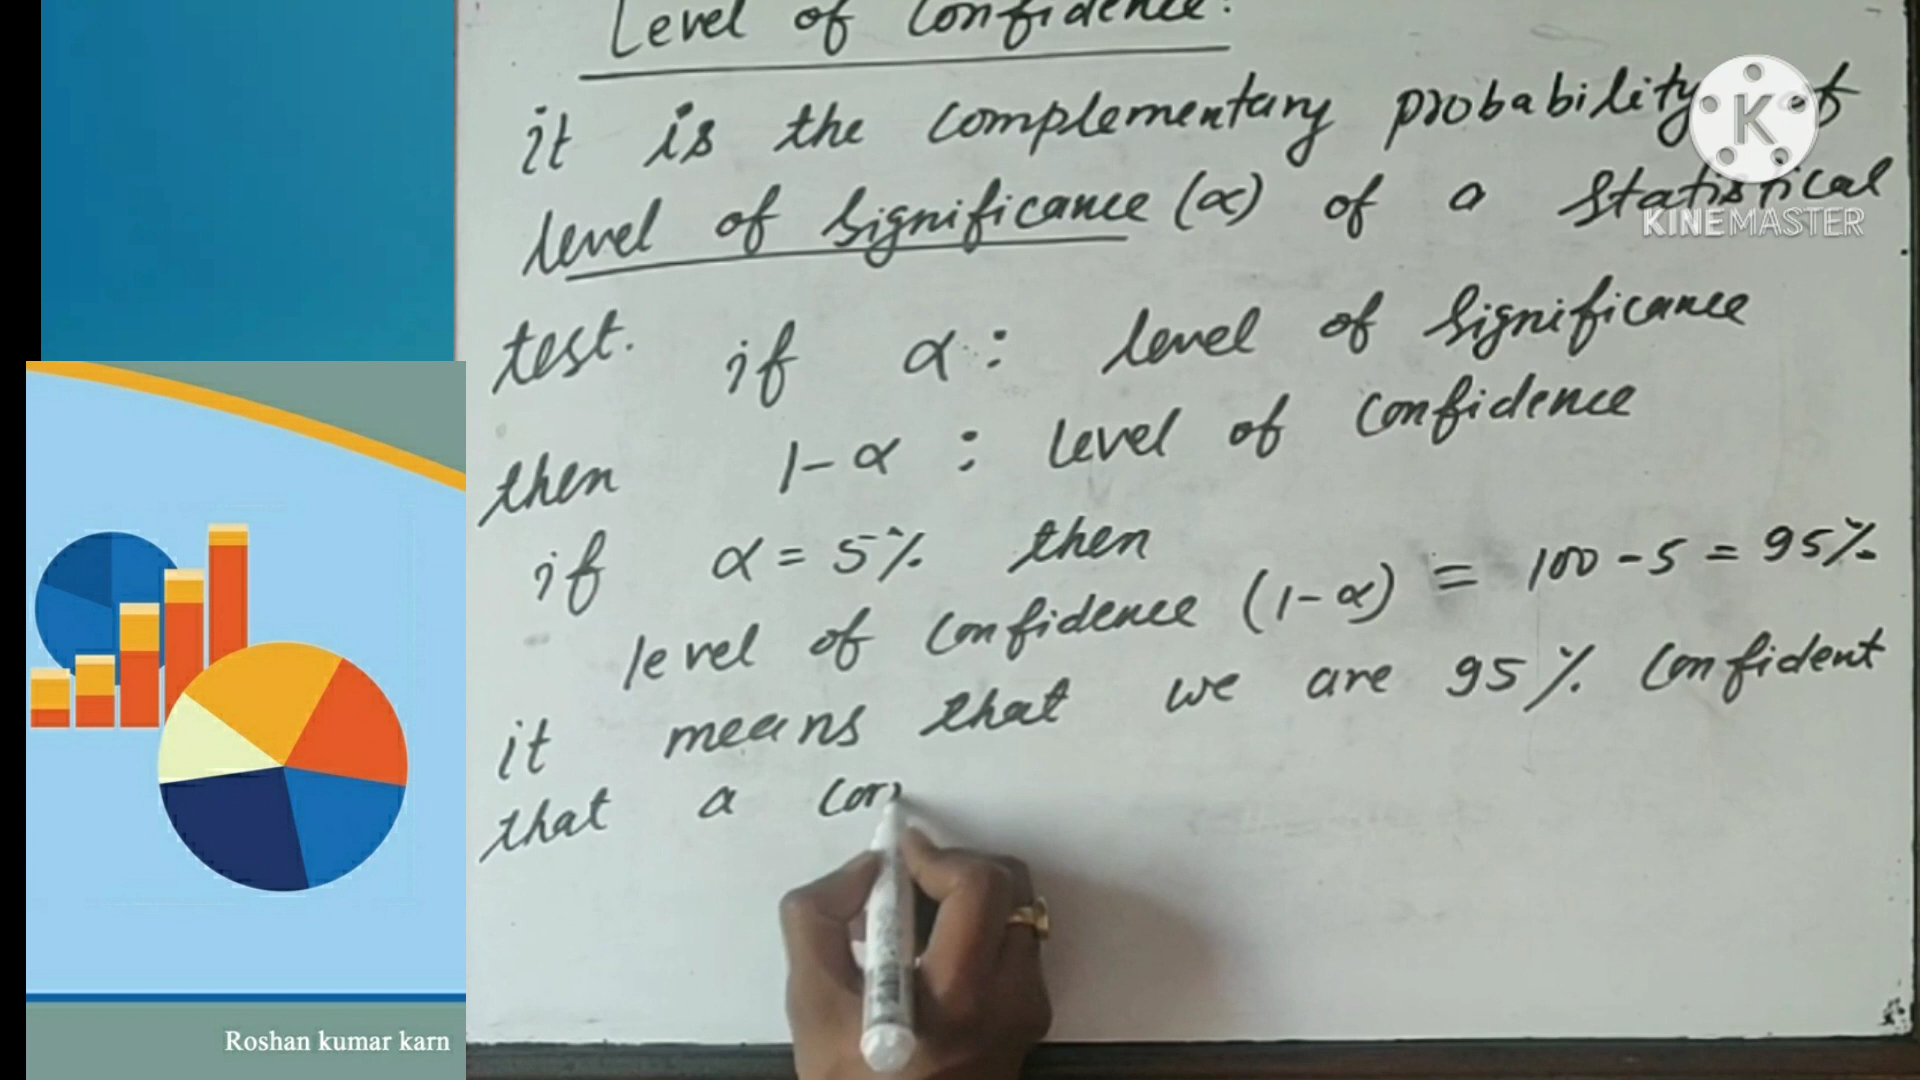 Level of Confidence:
it is the complementary probability of
level of significance (α) of a statistical
test. if α : level of significance
then 1-α : level of confidence
if α = 5% then
level of confidence (1-α) = 100 - 5 = 95%
it means that we are 95% confident
that a cor
K
KINEMASTER
Roshan kumar karn